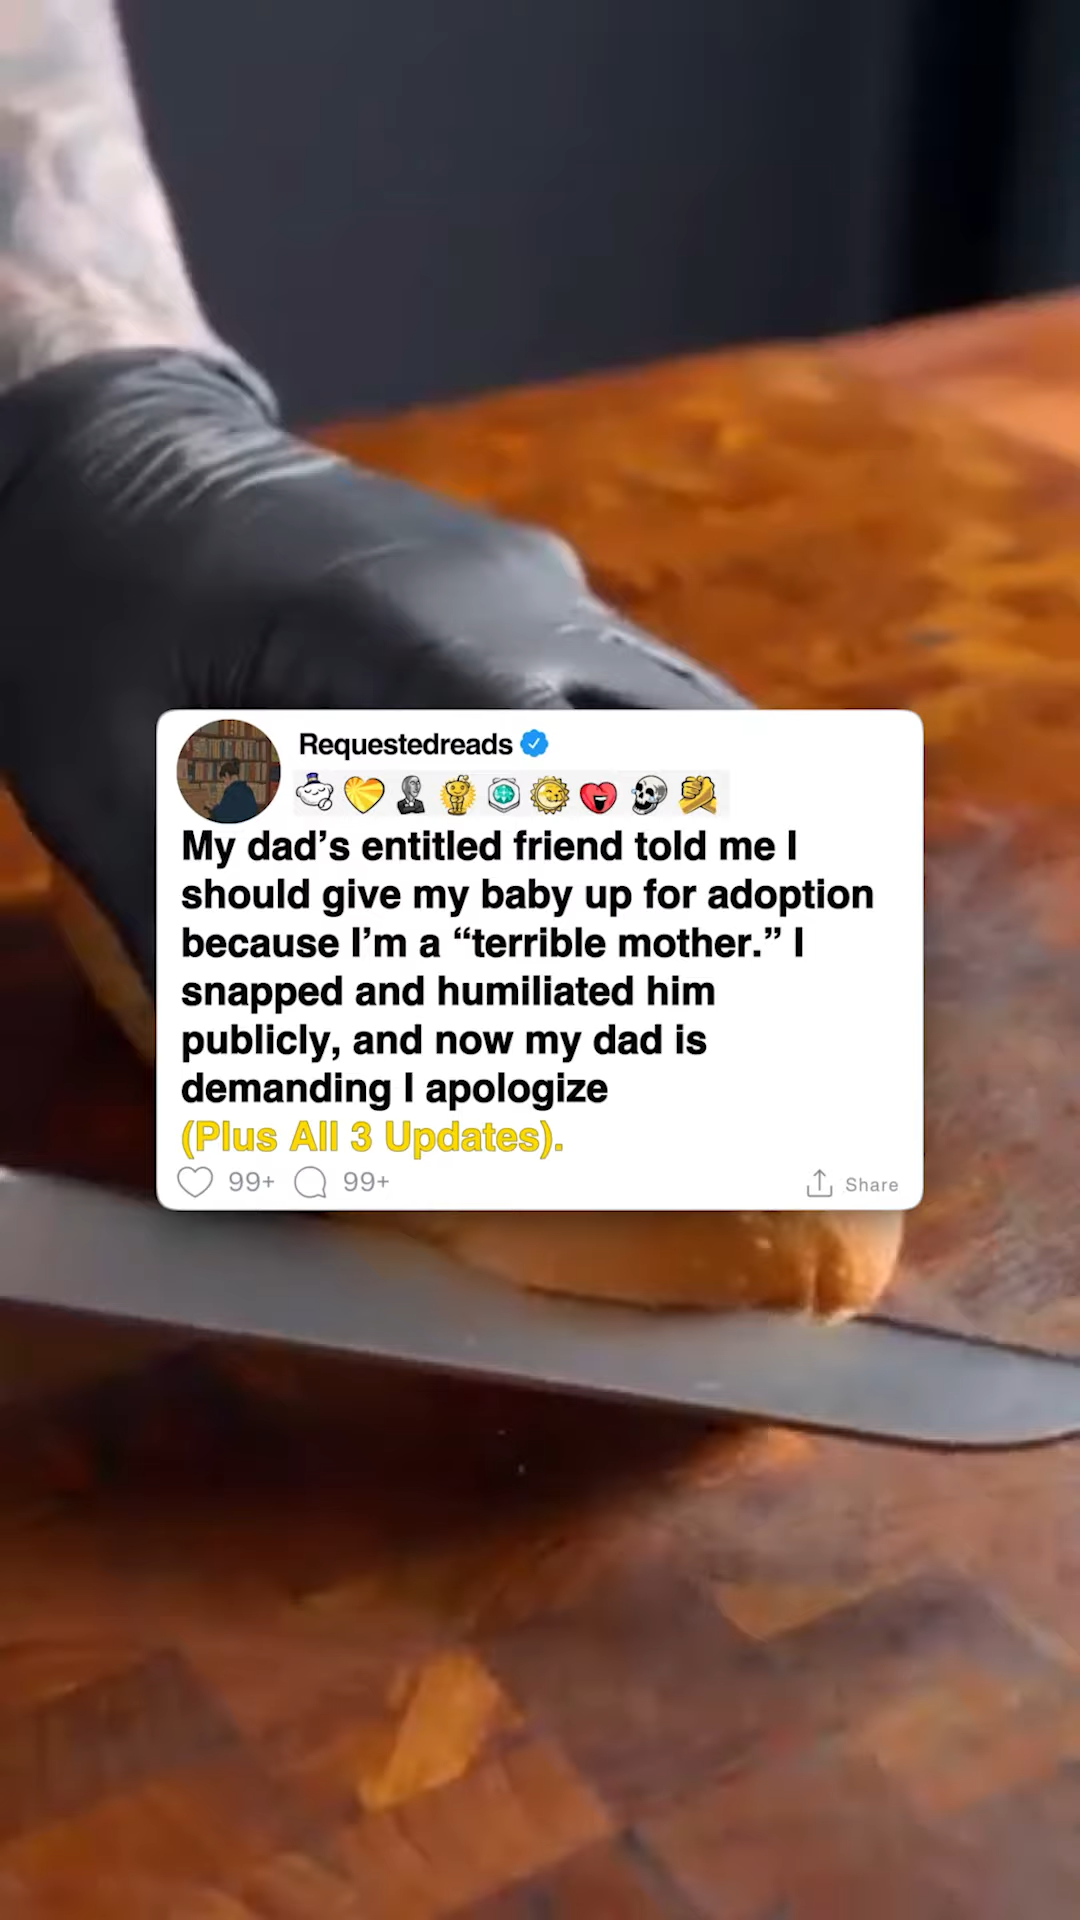 Requestedreads
My dad’s entitled friend told me I
should give my baby up for adoption
because I’m a “terrible mother.” I
snapped and humiliated him
publicly, and now my dad is
demanding I apologize
(Plus All 3 Updates).
99+ 99+ Share